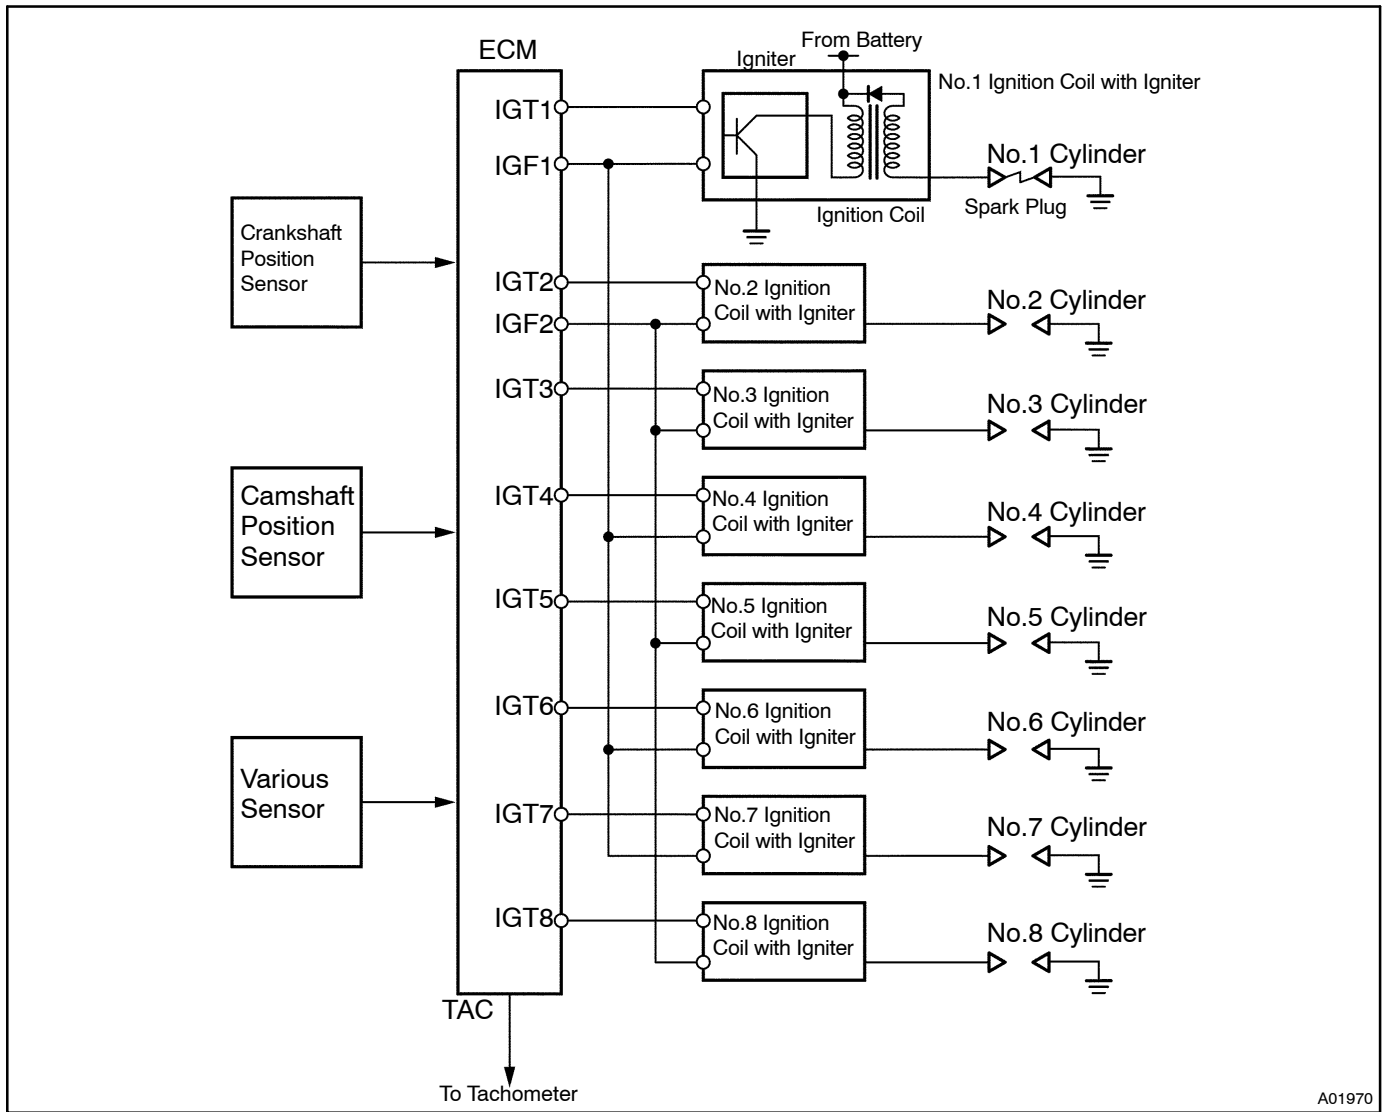 ECM
Igniter
From Battery
No.1 Ignition Coil with Igniter
IGT1
IGF1
No.1 Cylinder
Spark Plug
Ignition Coil
Crankshaft
Position
Sensor
IGT2
IGF2
No.2 Ignition
Coil with Igniter
No.2 Cylinder
IGT3
No.3 Ignition
Coil with Igniter
No.3 Cylinder
Camshaft
Position
Sensor
IGT4
No.4 Ignition
Coil with Igniter
No.4 Cylinder
IGT5
No.5 Ignition
Coil with Igniter
No.5 Cylinder
IGT6
No.6 Ignition
Coil with Igniter
No.6 Cylinder
Various
Sensor
IGT7
No.7 Ignition
Coil with Igniter
No.7 Cylinder
IGT8
No.8 Ignition
Coil with Igniter
No.8 Cylinder
TAC
To Tachometer
A01970